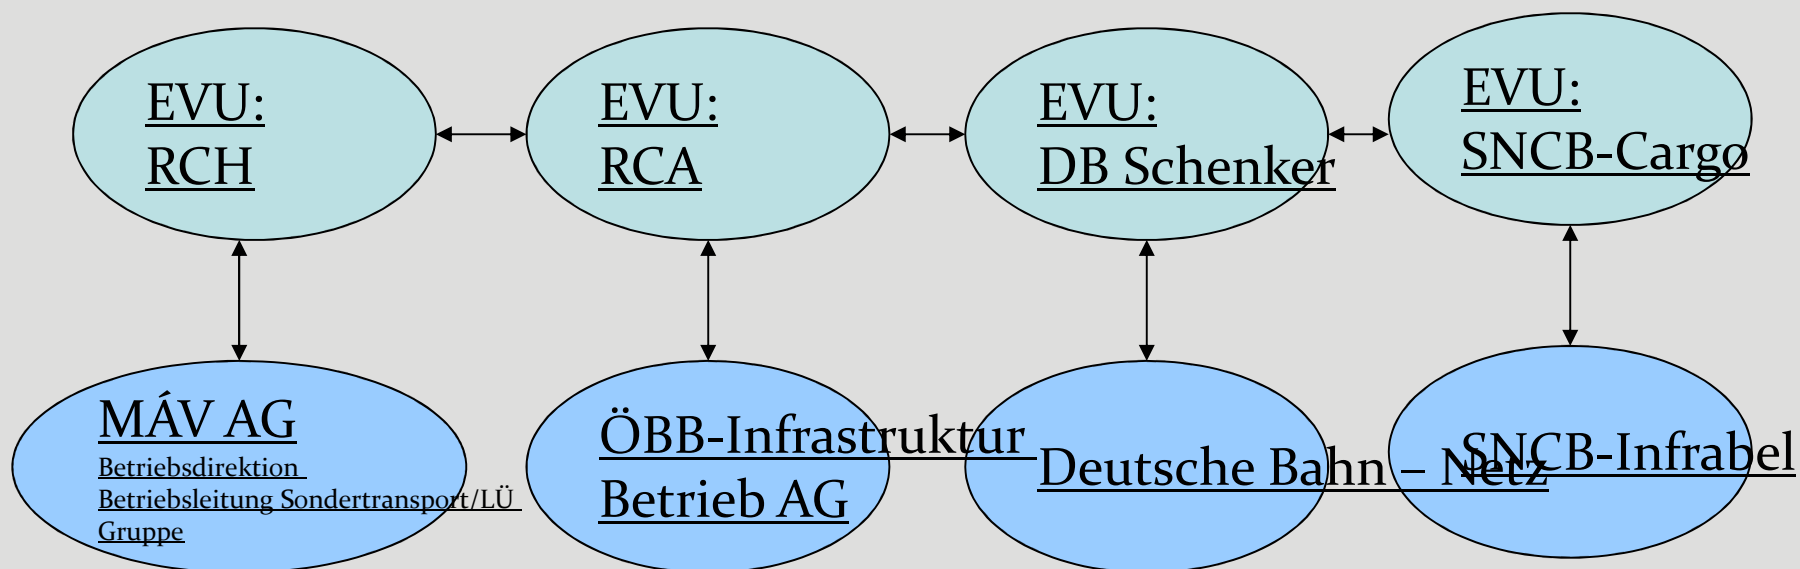 EVU:
RCH
EVU:
RCA
EVU:
DB Schenker
EVU:
SNCB-Cargo
MÁV AG
Betriebsdirektion
Betriebsleitung Sondertransport/LÜ
Gruppe
ÖBB-Infrastruktur
Betrieb AG
Deutsche Bahn – Netz
SNCB-Infrabel